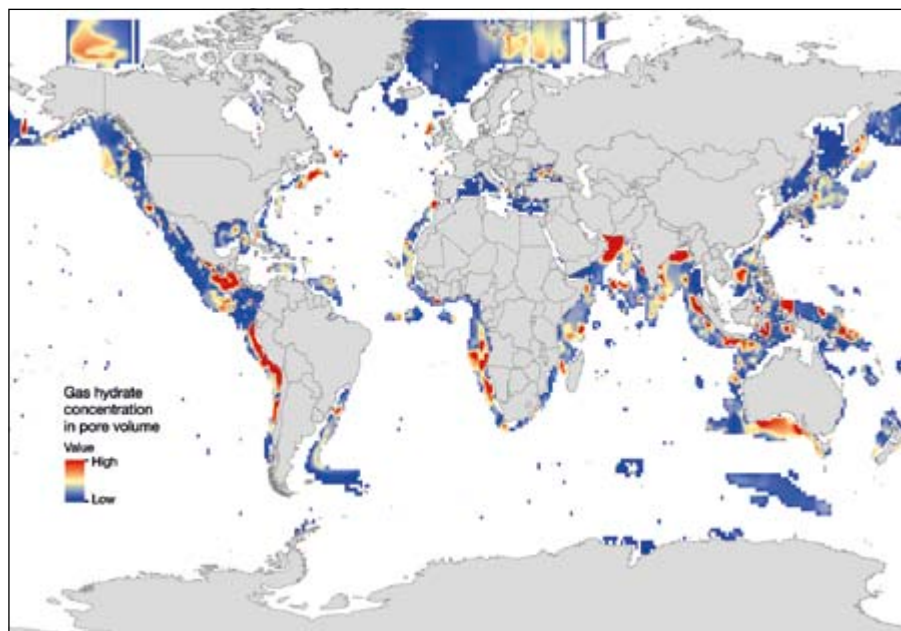 Gas hydrate
concentration
in pore volume
Value
High
Low